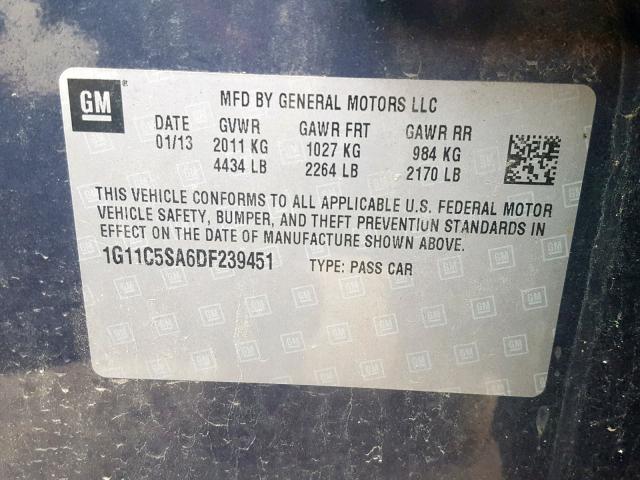 GM
MFD BY GENERAL MOTORS LLC
DATE GVWR GAWR FRT GAWR RR
01/13 2011 KG 1027 KG 984 KG
4434 LB 2264 LB 2170 LB
THIS VEHICLE CONFORMS TO ALL APPLICABLE U.S. FEDERAL MOTOR
VEHICLE SAFETY, BUMPER, AND THEFT PREVENTION STANDARDS IN
EFFECT ON THE DATE OF MANUFACTURE SHOWN ABOVE.
1G11C5SA6DF239451 TYPE: PASS CAR